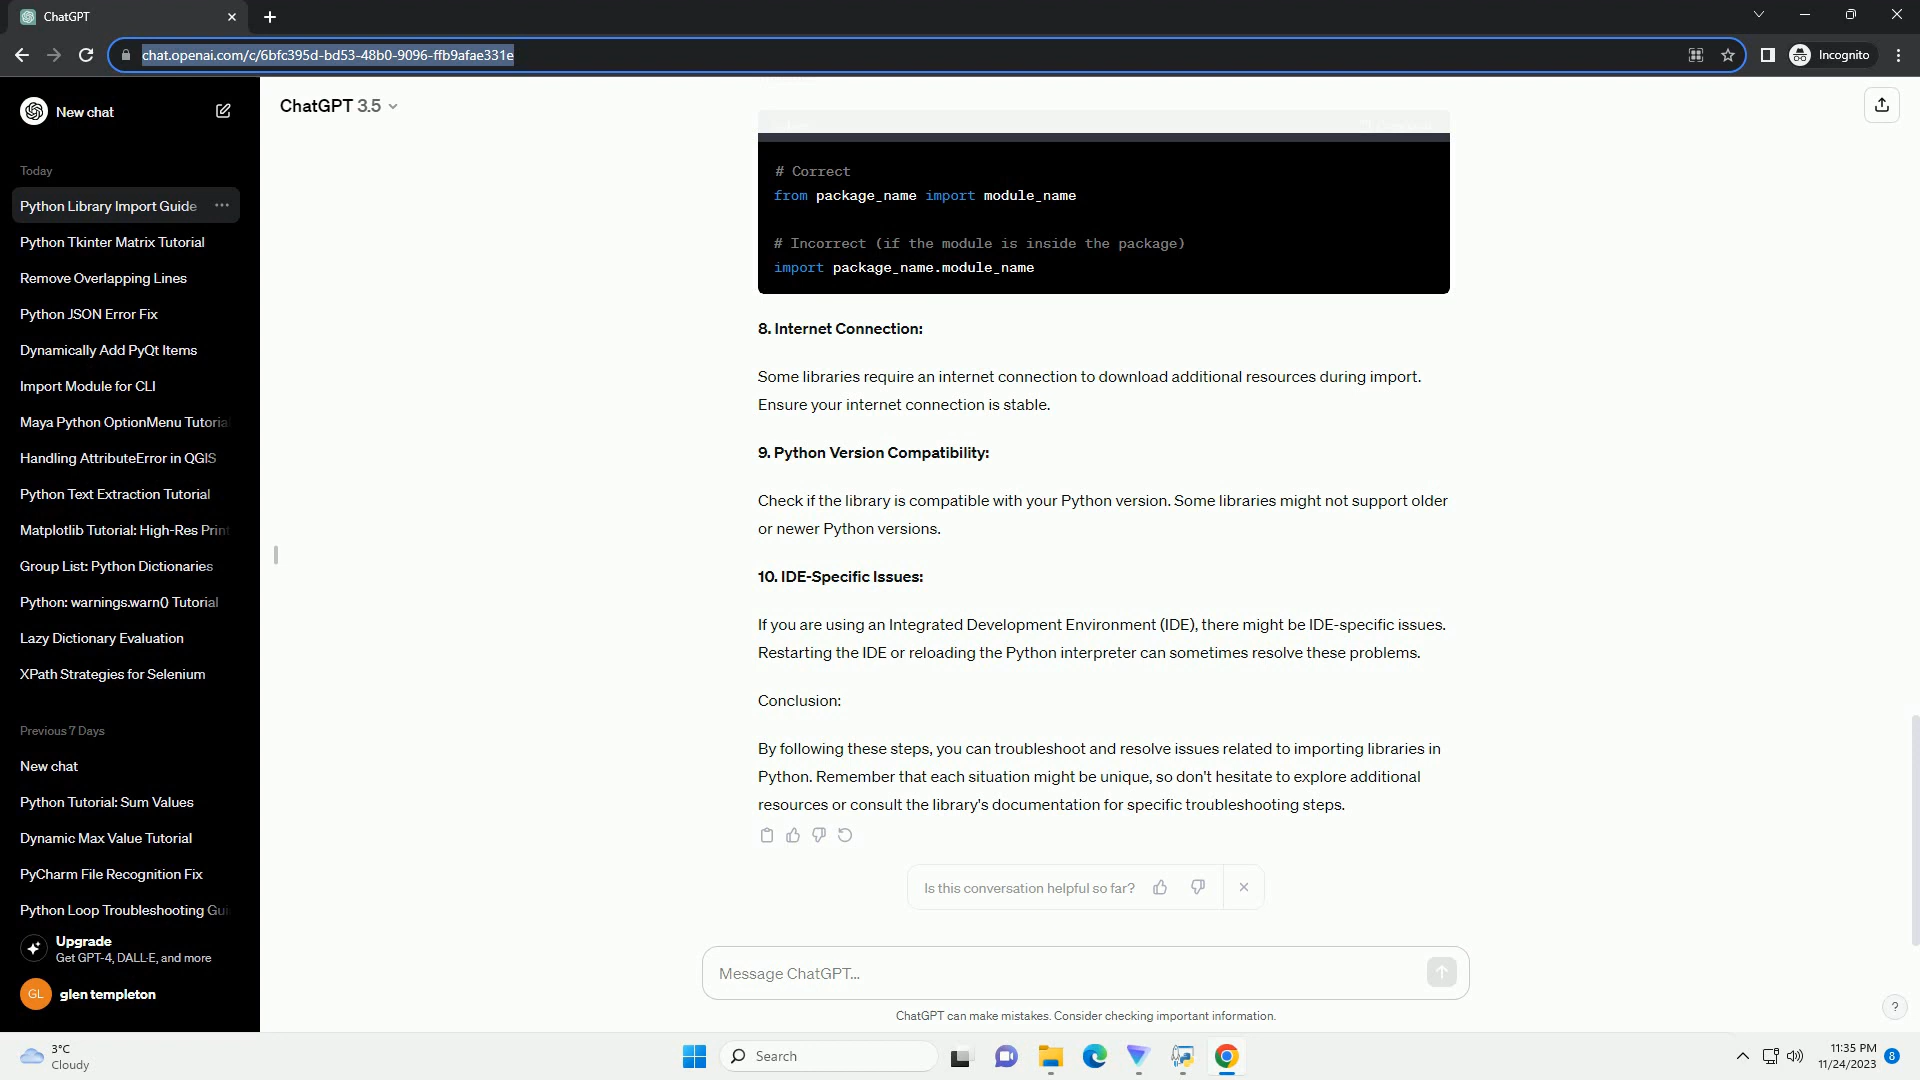 ChatGPT
chat.openai.com/c/6bfc395d-bd53-48b0-9096-ffb9afae331e
Incognito
New chat
Today
Python Library Import Guide
Python Tkinter Matrix Tutorial
Remove Overlapping Lines
Python JSON Error Fix
Dynamically Add PyQt Items
Import Module for CLI
Maya Python OptionMenu Tutorial
Handling AttributeError in QGIS
Python Text Extraction Tutorial
Matplotlib Tutorial: High-Res Print
Group List: Python Dictionaries
Python: warnings.warn() Tutorial
Lazy Dictionary Evaluation
XPath Strategies for Selenium
Previous 7 Days
New chat
Python Tutorial: Sum Values
Dynamic Max Value Tutorial
PyCharm File Recognition Fix
Python Loop Troubleshooting Gui
Upgrade
Get GPT-4, DALL·E, and more
GL
glen templeton
ChatGPT 3.5
# Correct
from package_name import module_name
# Incorrect (if the module is inside the package)
import package_name.module_name
8. Internet Connection:
Some libraries require an internet connection to download additional resources during import.
Ensure your internet connection is stable.
9. Python Version Compatibility:
Check if the library is compatible with your Python version. Some libraries might not support older
or newer Python versions.
10. IDE-Specific Issues:
If you are using an Integrated Development Environment (IDE), there might be IDE-specific issues.
Restarting the IDE or reloading the Python interpreter can sometimes resolve these problems.
Conclusion:
By following these steps, you can troubleshoot and resolve issues related to importing libraries in
Python. Remember that each situation might be unique, so don't hesitate to explore additional
resources or consult the library's documentation for specific troubleshooting steps.
Is this conversation helpful so far?
Message ChatGPT...
ChatGPT can make mistakes. Consider checking important information.
?
3°C
Cloudy
Search
11:35 PM
11/24/2023
8